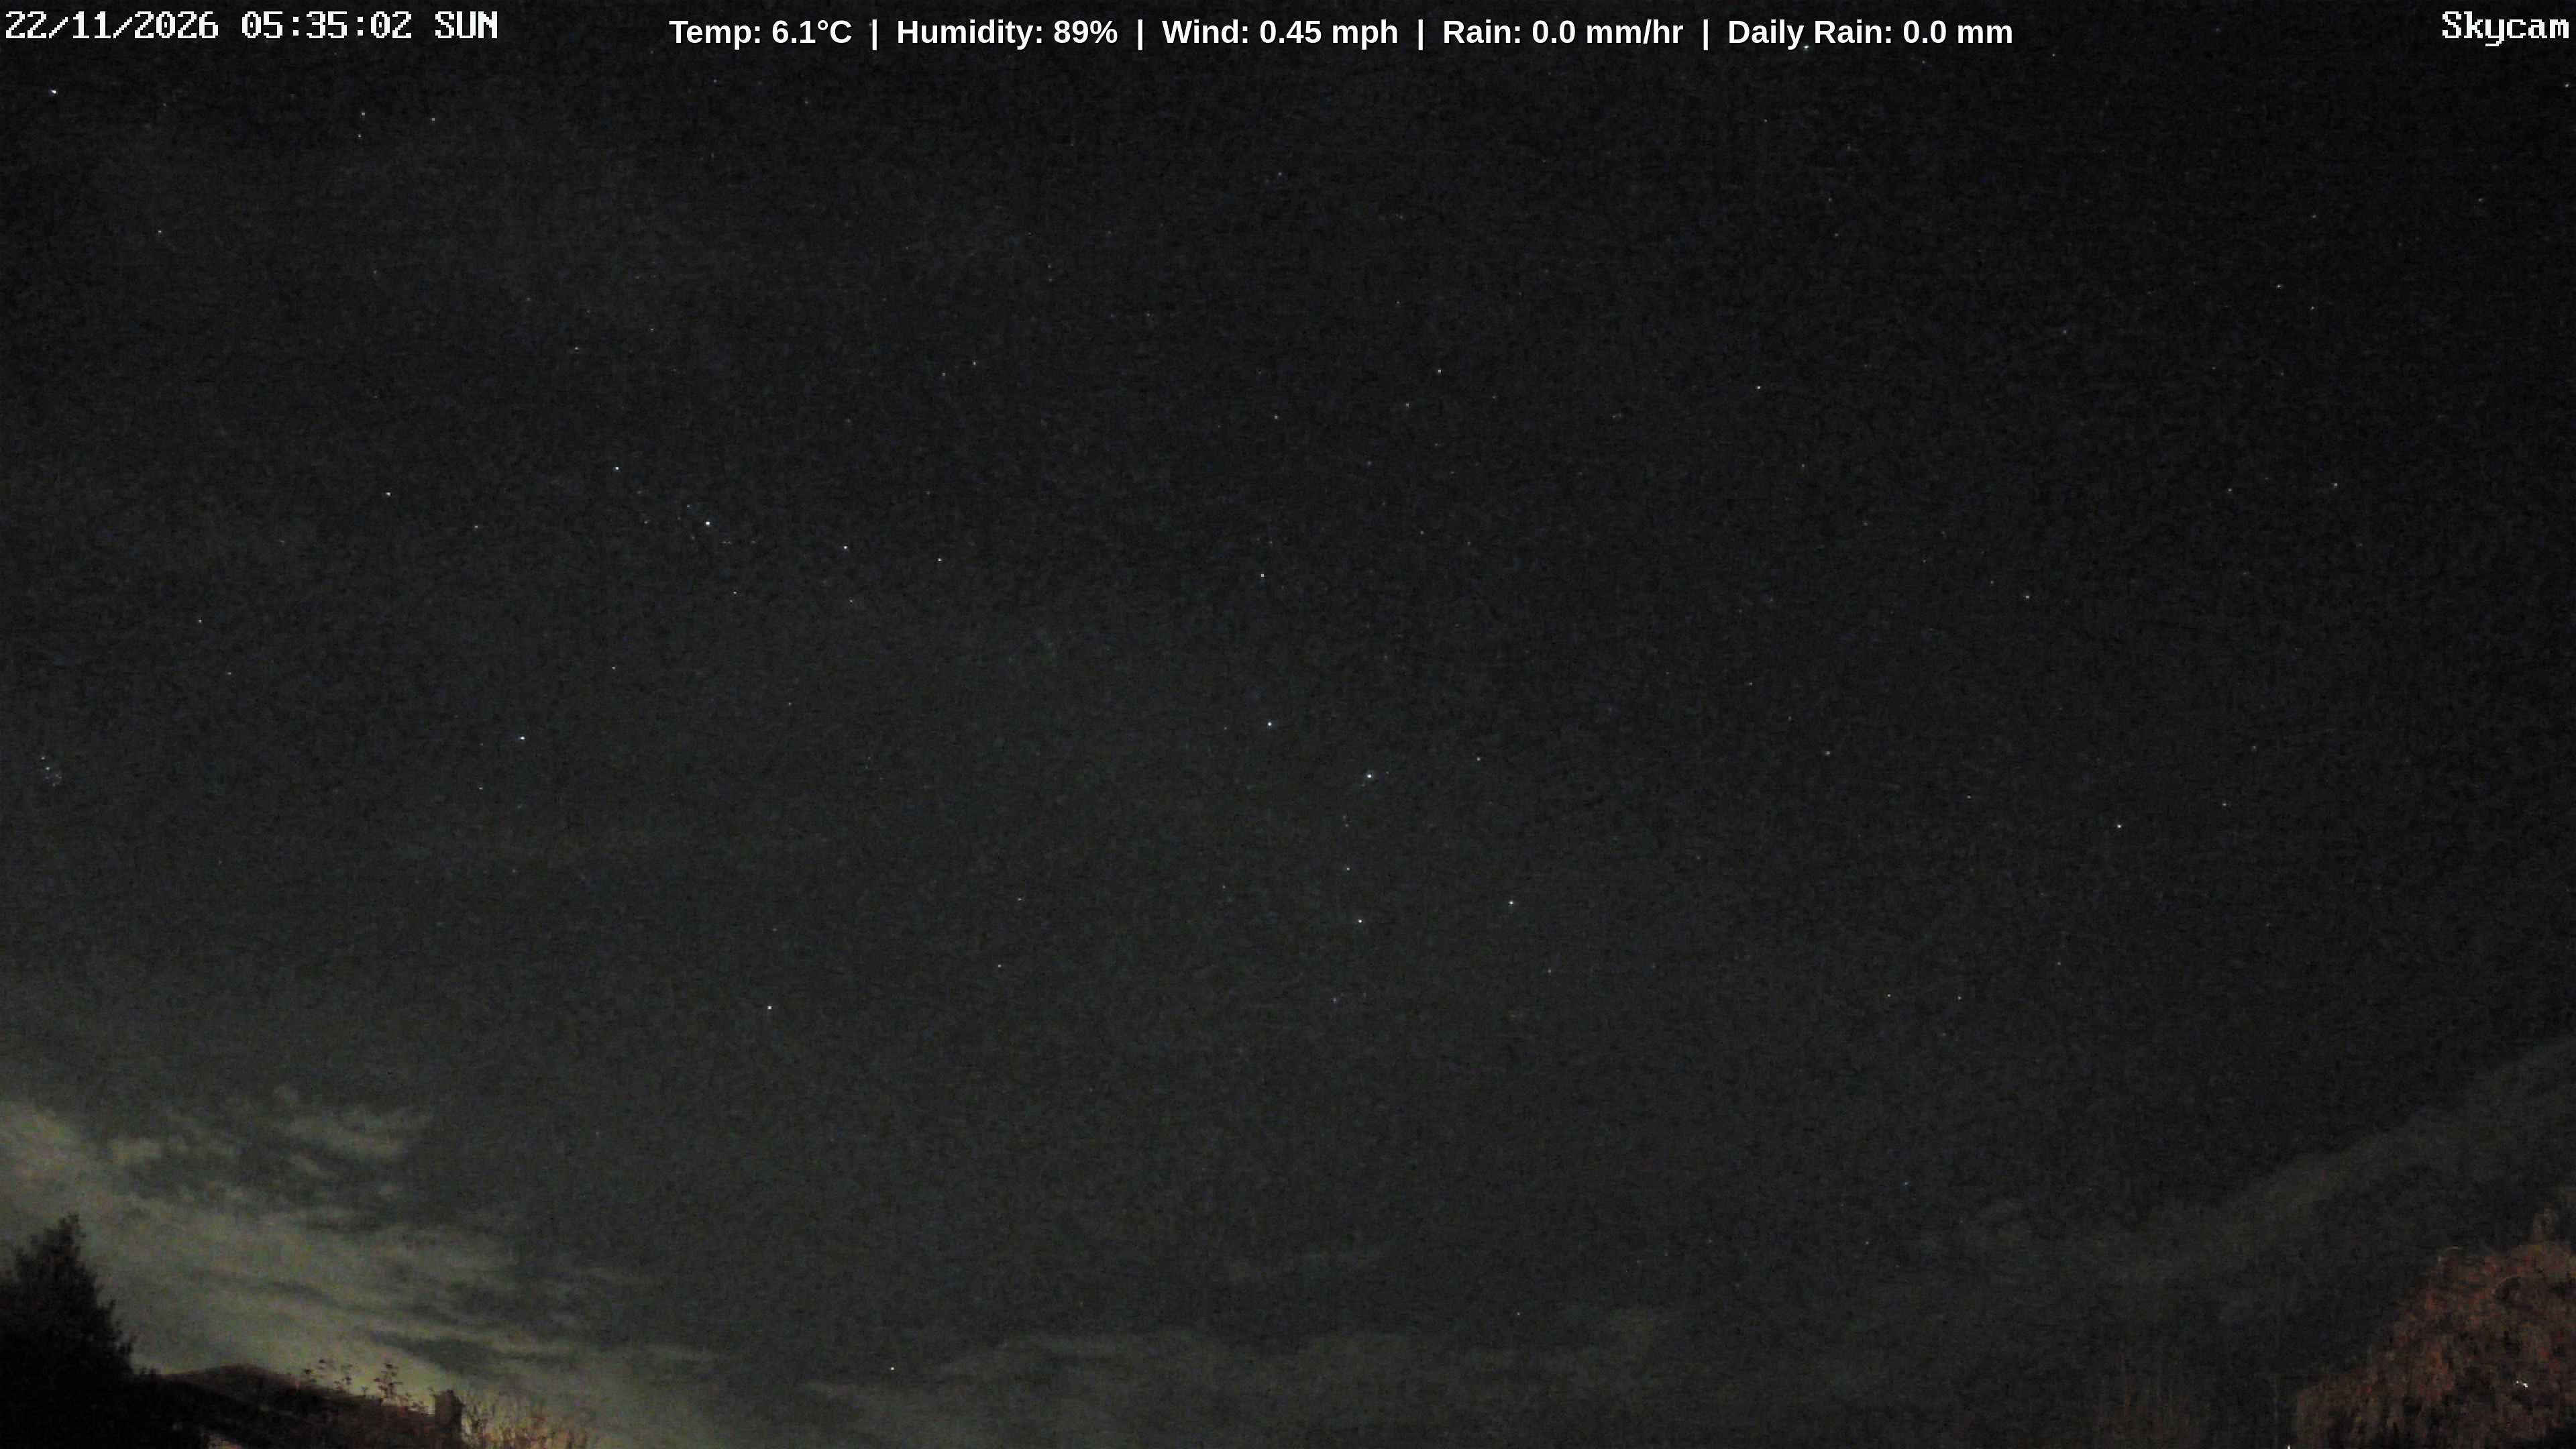 22/11/2026 05:35:02 SUN
Temp: 6.1°C | Humidity: 89% | Wind: 0.45 mph | Rain: 0.0 mm/hr | Daily Rain: 0.0 mm
Skycam